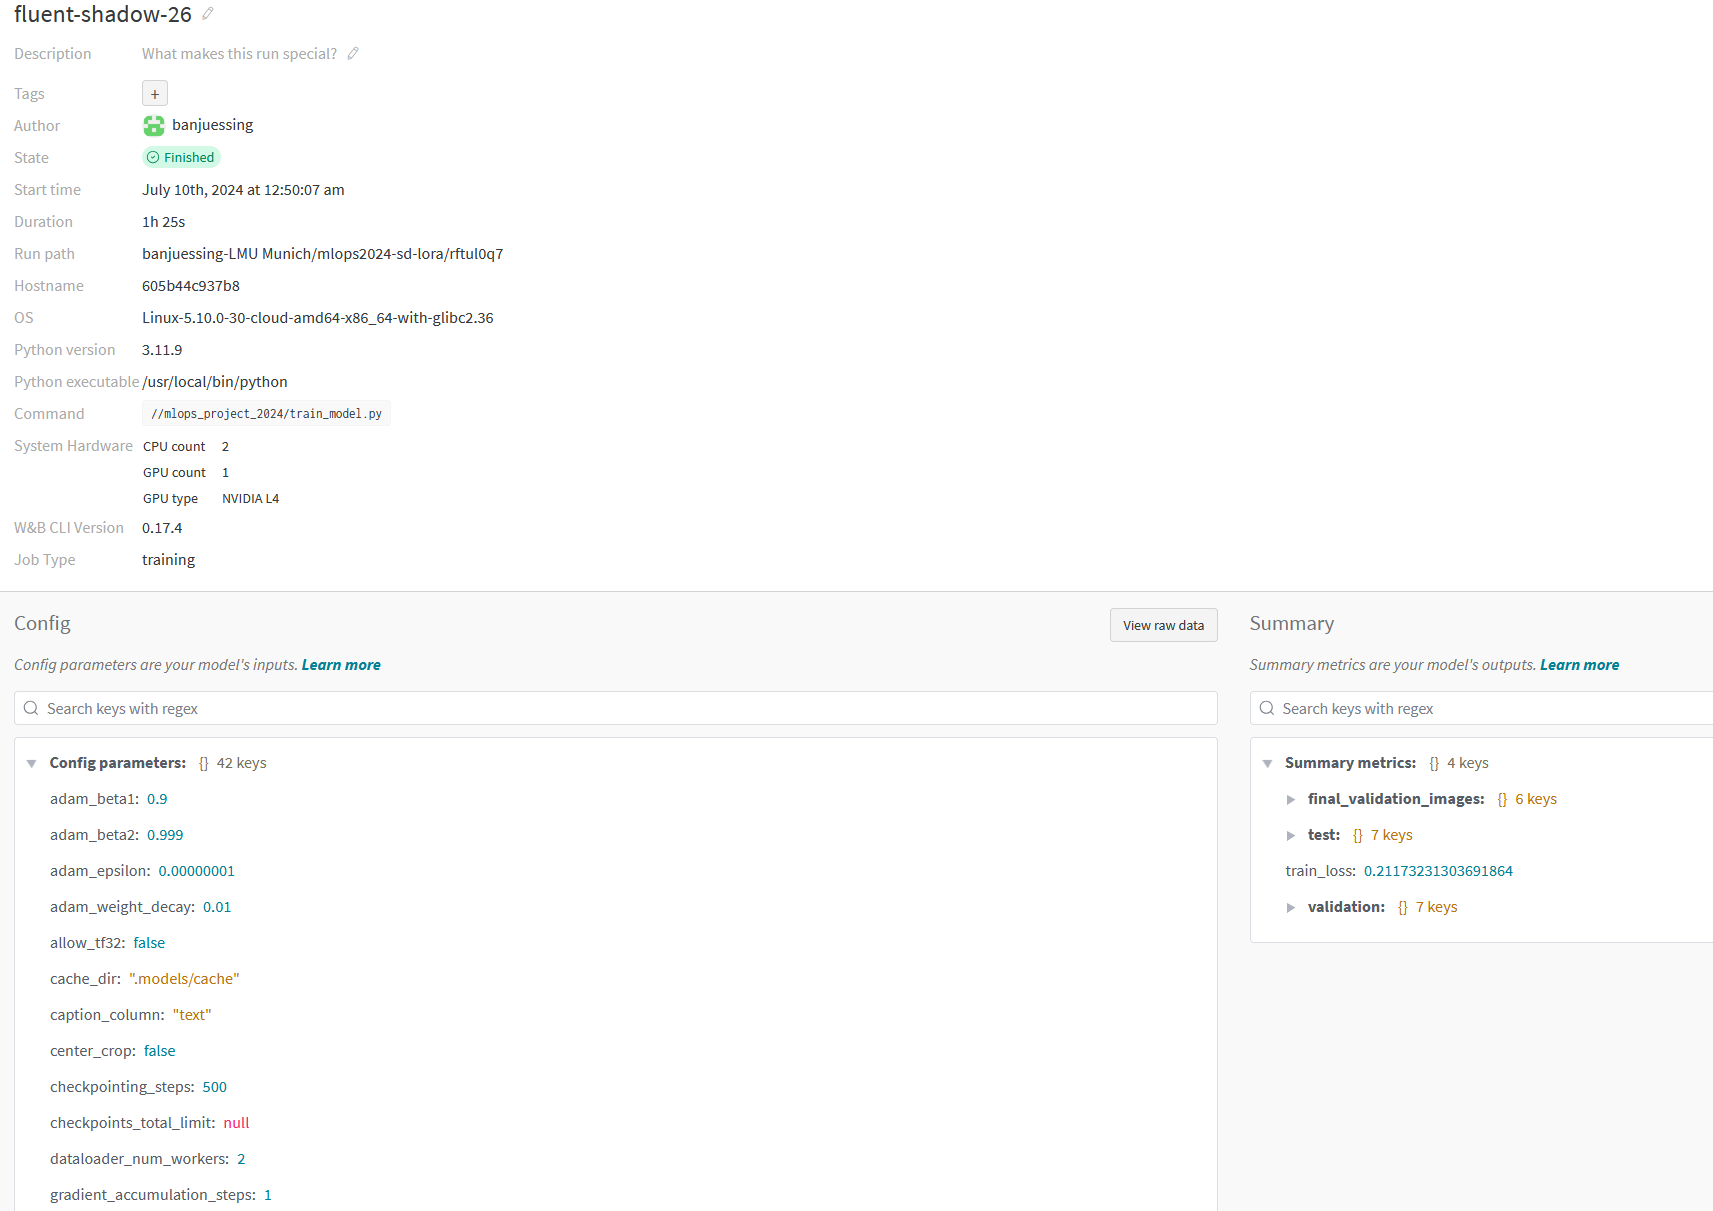 fluent-shadow-26
Description What makes this run special?
Tags +
Author banjuessing
State Finished
Start time July 10th, 2024 at 12:50:07 am
Duration 1h 25s
Run path banjuessing-LMU Munich/mlops2024-sd-lora/rftul0q7
Hostname 605b44c937b8
OS Linux-5.10.0-30-cloud-amd64-x86_64-with-glibc2.36
Python version 3.11.9
Python executable /usr/local/bin/python
Command //mlops_project_2024/train_model.py
System Hardware CPU count 2
GPU count 1
GPU type NVIDIA L4
W&B CLI Version 0.17.4
Job Type training
Config
View raw data
Config parameters are your model's inputs. Learn more
Search keys with regex
Config parameters: {} 42 keys
adam_beta1: 0.9
adam_beta2: 0.999
adam_epsilon: 0.00000001
adam_weight_decay: 0.01
allow_tf32: false
cache_dir: ".models/cache"
caption_column: "text"
center_crop: false
checkpointing_steps: 500
checkpoints_total_limit: null
dataloader_num_workers: 2
gradient_accumulation_steps: 1
Summary
Summary metrics are your model's outputs. Learn more
Search keys with regex
Summary metrics: {} 4 keys
final_validation_images: {} 6 keys
test: {} 7 keys
train_loss: 0.21173231303691864
validation: {} 7 keys